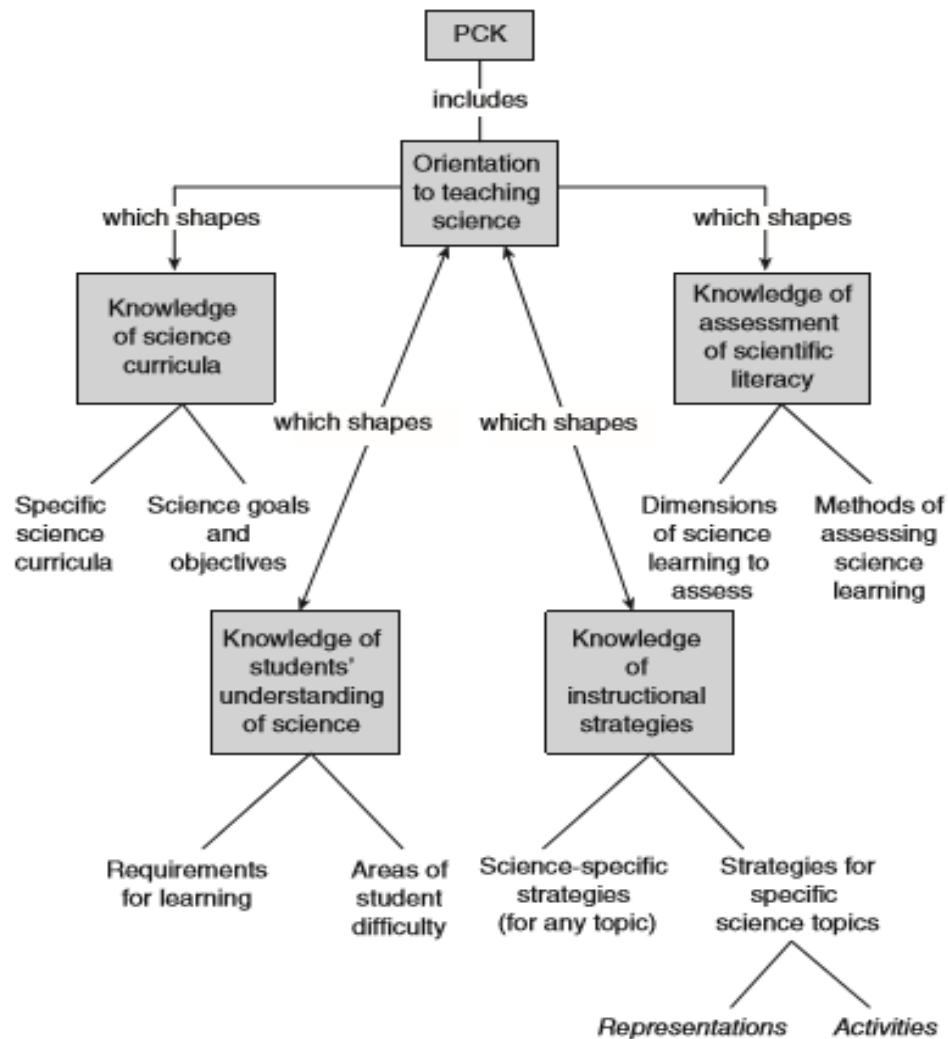 PCK
includes
Orientation
to teaching
science
which shapes
which shapes
Knowledge
of science
curricula
Knowledge of
assessment
of scientific
literacy
which shapes
which shapes
Specific
science
curricula
Science goals
and
objectives
Dimensions
of science
learning to
assess
Methods of
assessing
science
learning
Knowledge of
students'
understanding
of science
Knowledge
of
instructional
strategies
Requirements
for learning
Areas of
student
difficulty
Science-specific
strategies
(for any topic)
Strategies for
specific
science topics
Representations
Activities